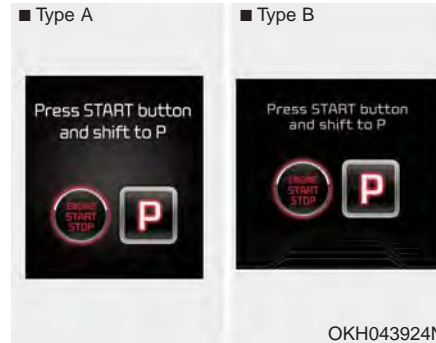 ■ Type A
Press START button
and shift to P
ENGINE
START
STOP
P
■ Type B
Press START button
and shift to P
ENGINE
START
STOP
P
OKH043924N